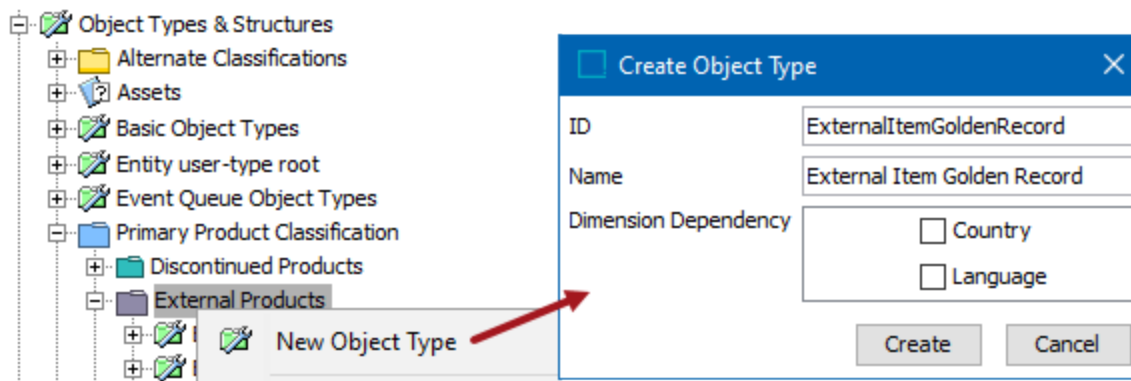 Object Types & Structures
Alternate Classifications
Assets
Basic Object Types
Entity user-type root
Event Queue Object Types
Primary Product Classification
Discontinued Products
External Products
New Object Type
Create Object Type
ID
ExternalItemGoldenRecord
Name
External Item Golden Record
Dimension Dependency
Country
Language
Create
Cancel